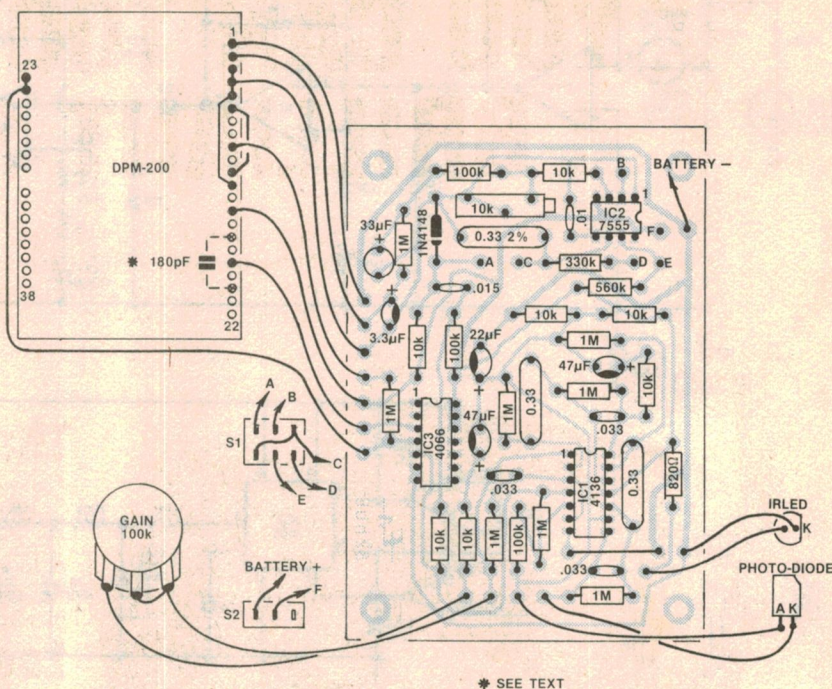 1
23
DPM-200
✱ 180pF
38
22
100k
10k
B
BATTERY −
10k
.01
1
IC2
7555
F
33µF
+
1M
1N4148
0.33 2%
A
C
330k
D
E
+
.015
560k
3.3µF
10k
100k
22µF
+
10k
10k
1M
47µF
+
10k
1M
1M
1
IC3
4066
47µF
+
1M
0.33
.033
.033
1
IC1
4136
0.33
820Ω
A
B
S1
C
D
E
GAIN
100k
BATTERY +
F
S2
10k
10k
1M
100k
1M
.033
1M
IRLED
K
PHOTO-DIODE
A K
✱ SEE TEXT